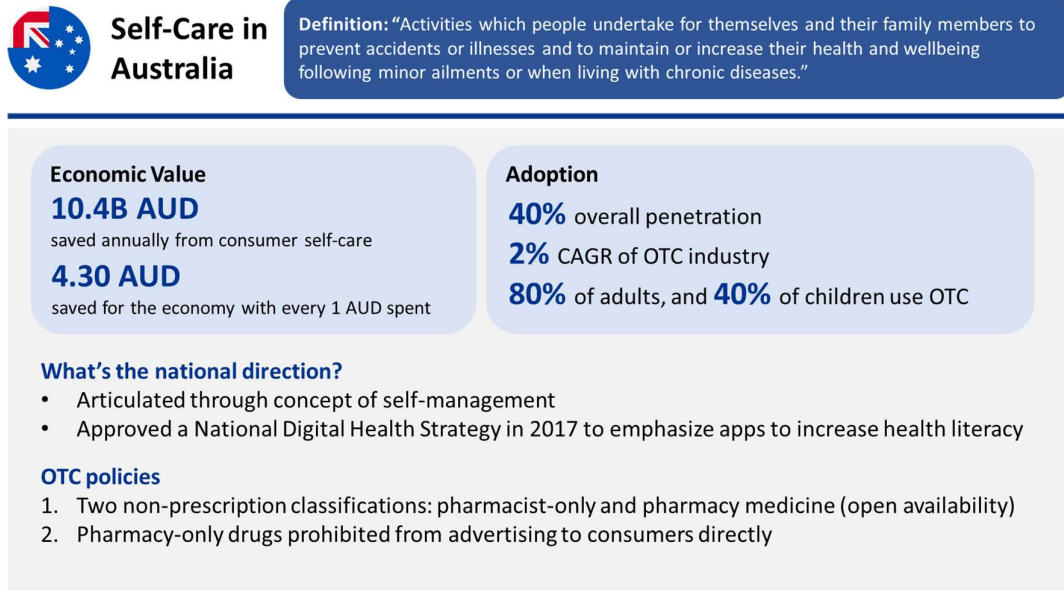 Self-Care in
Australia
Definition: “Activities which people undertake for themselves and their family members to
prevent accidents or illnesses and to maintain or increase their health and wellbeing
following minor ailments or when living with chronic diseases.”
Economic Value
10.4B AUD
saved annually from consumer self-care
4.30 AUD
saved for the economy with every 1 AUD spent
Adoption
40% overall penetration
2% CAGR of OTC industry
80% of adults, and 40% of children use OTC
What’s the national direction?
• Articulated through concept of self-management
• Approved a National Digital Health Strategy in 2017 to emphasize apps to increase health literacy
OTC policies
1. Two non-prescription classifications: pharmacist-only and pharmacy medicine (open availability)
2. Pharmacy-only drugs prohibited from advertising to consumers directly